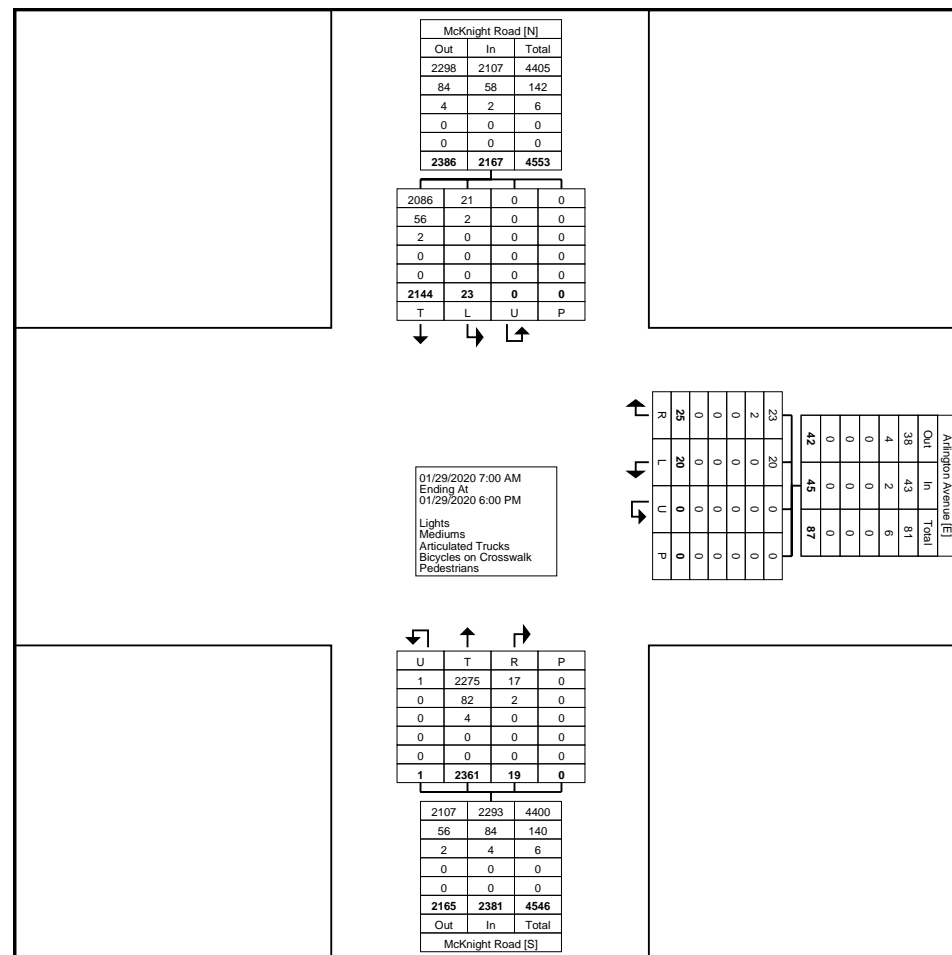 McKnight Road [N]
Out In Total
2298 2107 4405
84 58 142
4 2 6
0 0 0
0 0 0
2386 2167 4553
2086 21 0 0
56 2 0 0
2 0 0 0
0 0 0 0
0 0 0 0
2144 23 0 0
T L U P
Arlington Avenue [E]
Out In Total
38 43 81
4 2 6
0 0 0
0 0 0
0 0 0
42 45 87
23 20 0 0
2 0 0 0
0 0 0 0
0 0 0 0
0 0 0 0
25 20 0 0
R L U P
01/29/2020 7:00 AM
Ending At
01/29/2020 6:00 PM
Lights
Mediums
Articulated Trucks
Bicycles on Crosswalk
Pedestrians
U T R P
1 2275 17 0
0 82 2 0
0 4 0 0
0 0 0 0
0 0 0 0
1 2361 19 0
2107 2293 4400
56 84 140
2 4 6
0 0 0
0 0 0
2165 2381 4546
Out In Total
McKnight Road [S]